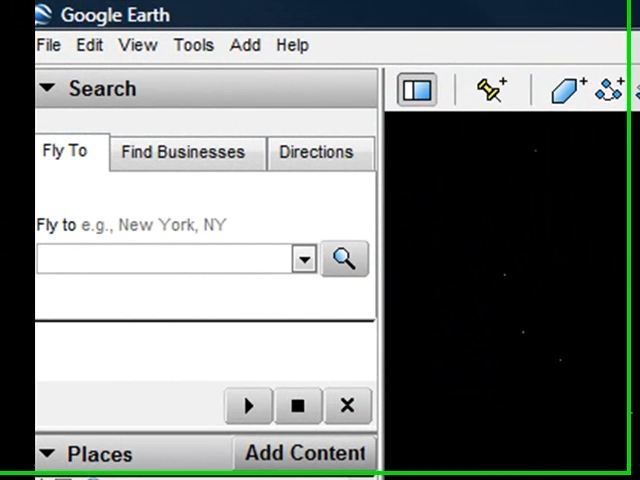 Google Earth
File Edit View Tools Add Help
Search
Fly To Find Businesses Directions
Fly to e.g., New York, NY
Places Add Content